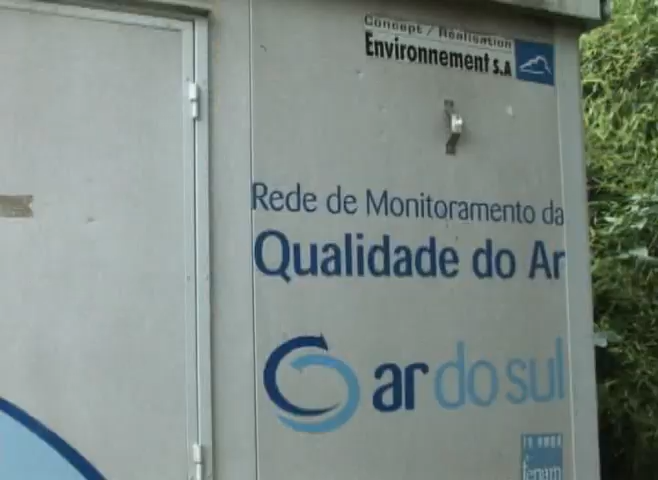 Concept / Réalisation
Environnement S.A
Rede de Monitoramento da
Qualidade do Ar
ar do sul
fepam